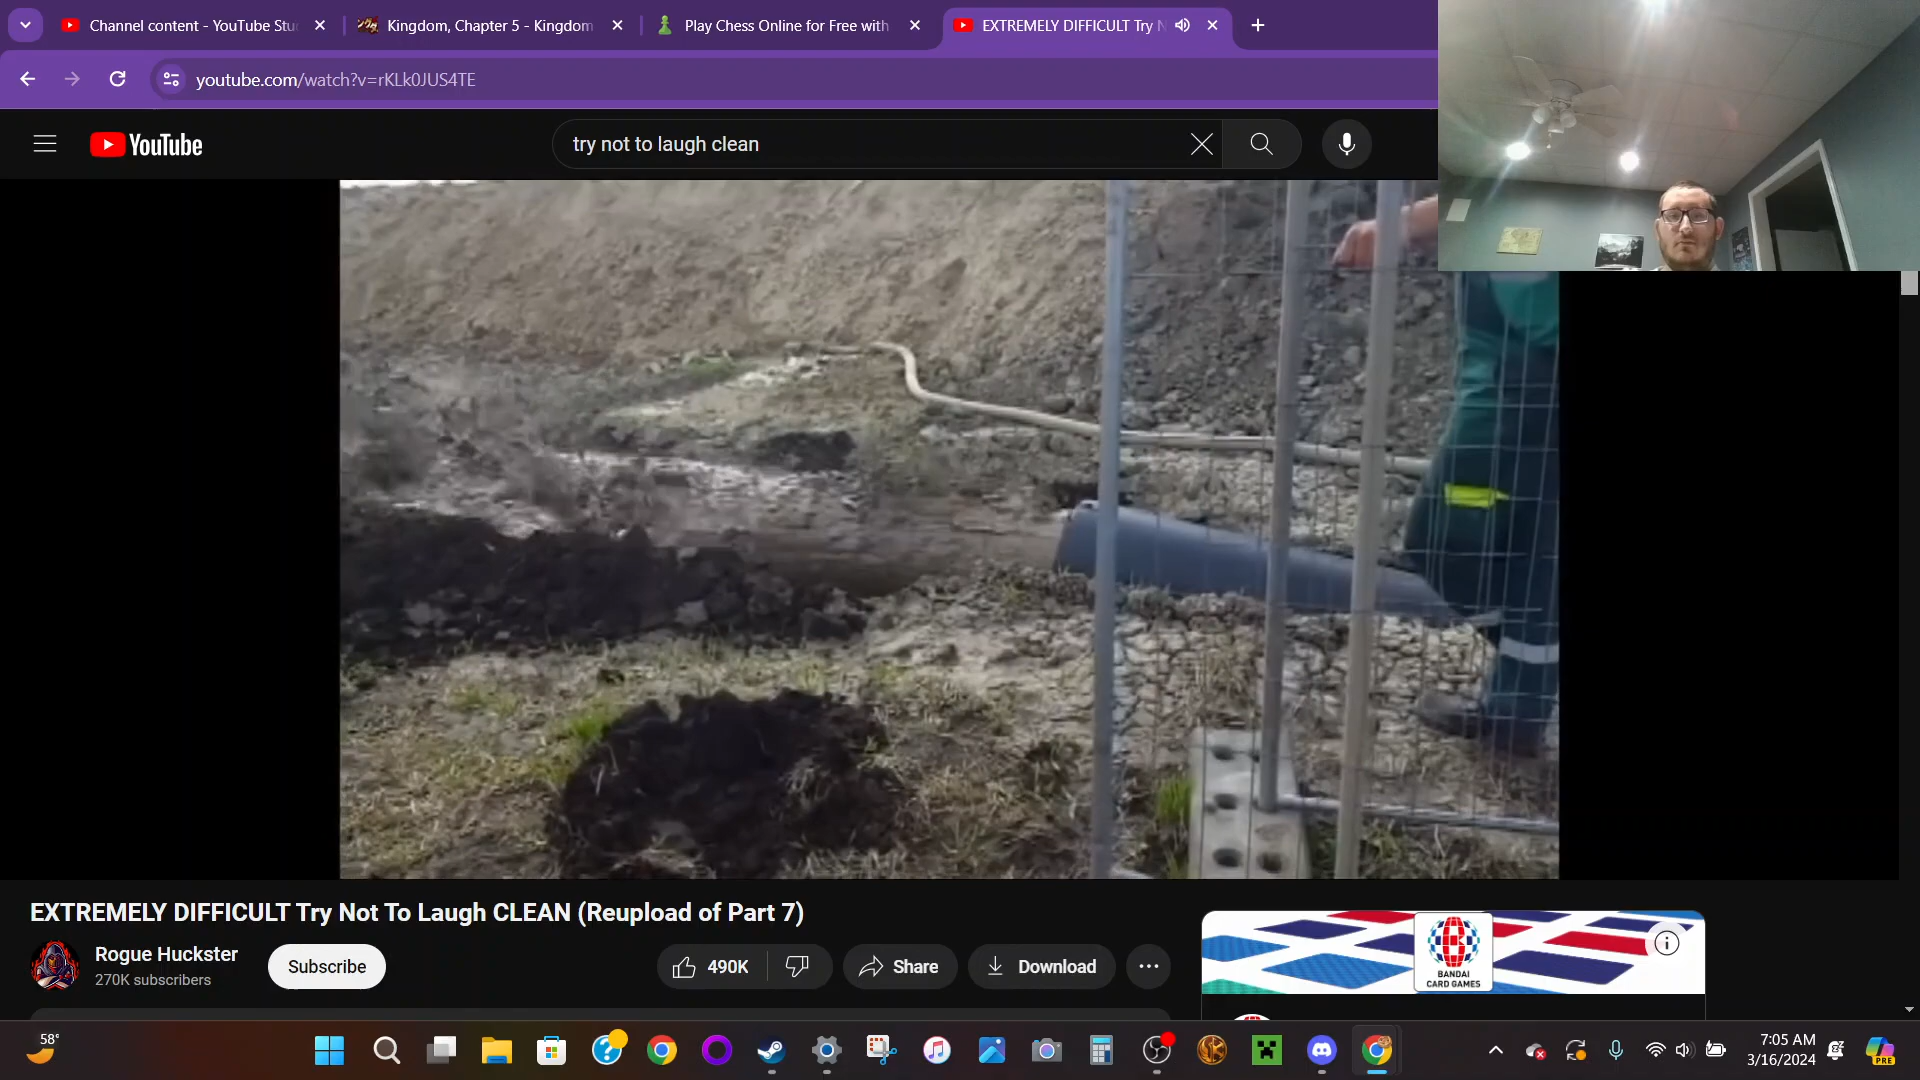 Channel content - YouTube Stu
Kingdom, Chapter 5 - Kingdom
Play Chess Online for Free with
EXTREMELY DIFFICULT Try N
youtube.com/watch?v=rKLk0JUS4TE
YouTube
try not to laugh clean
EXTREMELY DIFFICULT Try Not To Laugh CLEAN (Reupload of Part 7)
Rogue Huckster
270K subscribers
Subscribe
490K
Share
Download
BANDAI
CARD GAMES
58°
7:05 AM
3/16/2024
PRE